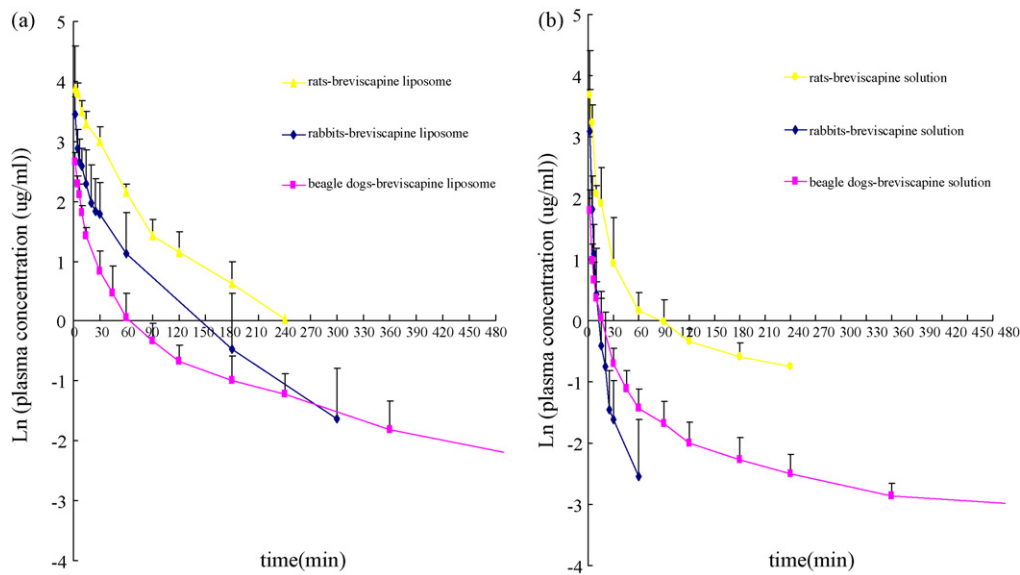 (a)
Ln (plasma concentration (ug/ml))
5
4
3
2
1
0
-1
-2
-3
-4
rats-breviscapine liposome
rabbits-breviscapine liposome
beagle dogs-breviscapine liposome
0 30 60 90 120 150 180 210 240 270 300 330 360 390 420 450 480
time(min)
(b)
Ln (plasma concentration (ug/ml))
5
4
3
2
1
0
-1
-2
-3
-4
rats-breviscapine solution
rabbits-breviscapine solution
beagle dogs-breviscapine solution
0 30 60 90 120 150 180 210 230 270 300 330 340 390 420 450 480
time(min)